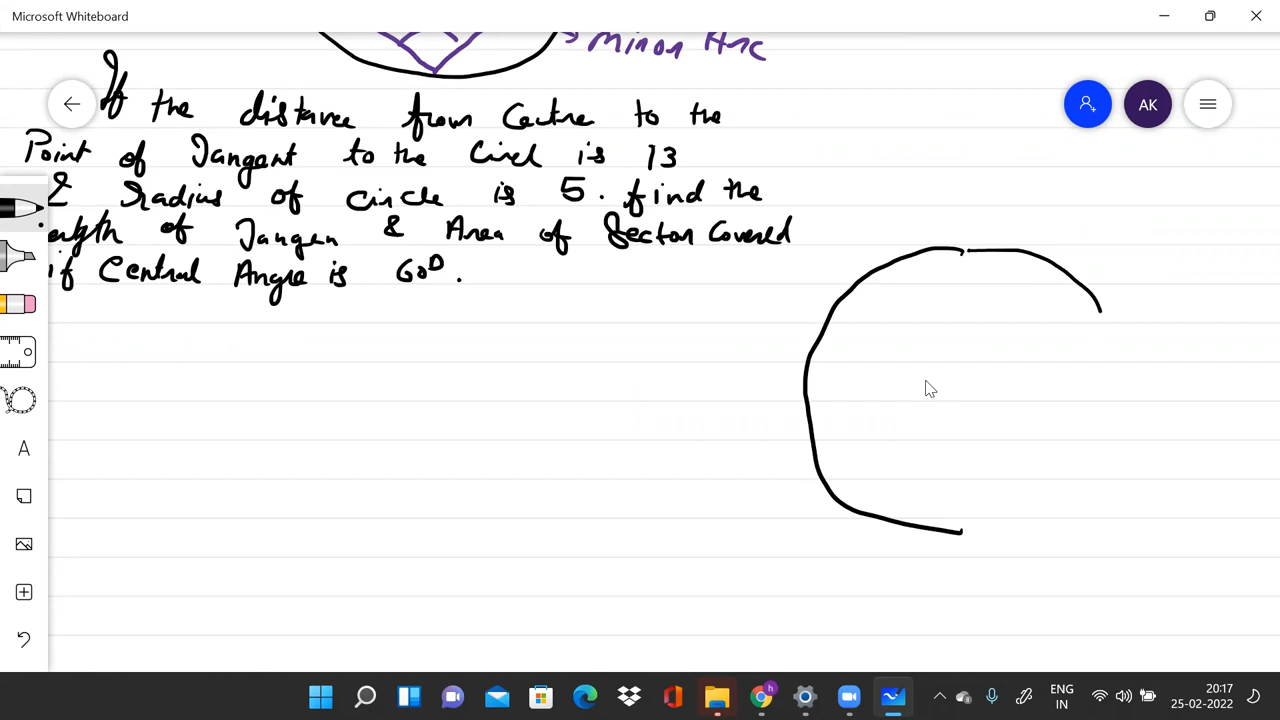 Microsoft Whiteboard
Minor Arc
If the distance from Centre to the
Point of Tangent to the Circl is 13
& radius of circle is 5. find the
length of Tangen & Area of Sector Covered
if Central Angle is 60°.
AK
A
ENG
IN
20:17
25-02-2022